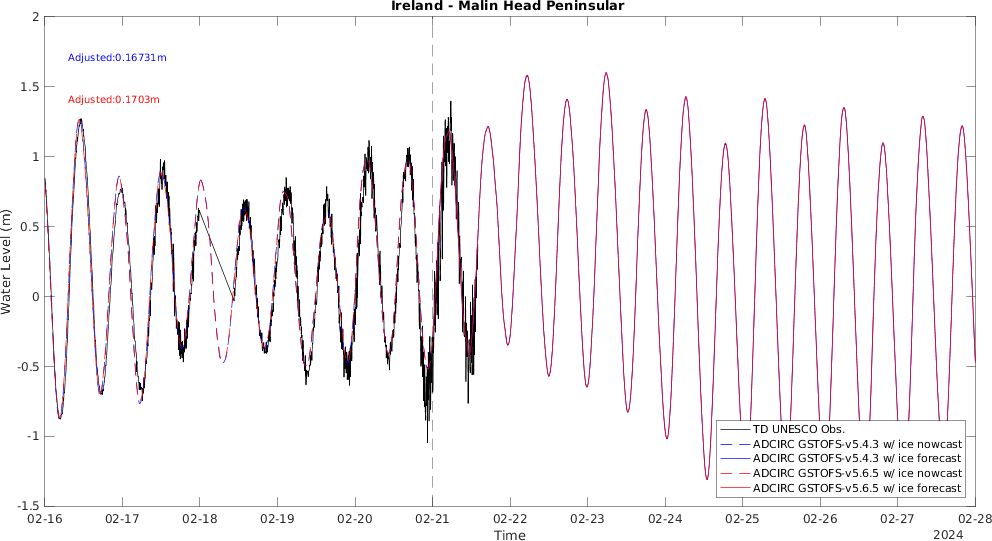 Ireland - Malin Head Peninsular
2
1.5
1
0.5
0
-0.5
-1
-1.5
Water Level (m)
Adjusted:0.16731m
Adjusted:0.1703m
TD UNESCO Obs.
ADCIRC GSTOFS-v5.4.3 w/ ice nowcast
ADCIRC GSTOFS-v5.4.3 w/ ice forecast
ADCIRC GSTOFS-v5.6.5 w/ ice nowcast
ADCIRC GSTOFS-v5.6.5 w/ ice forecast
02-16 02-17 02-18 02-19 02-20 02-21 02-22 02-23 02-24 02-25 02-26 02-27 02-28
Time
2024